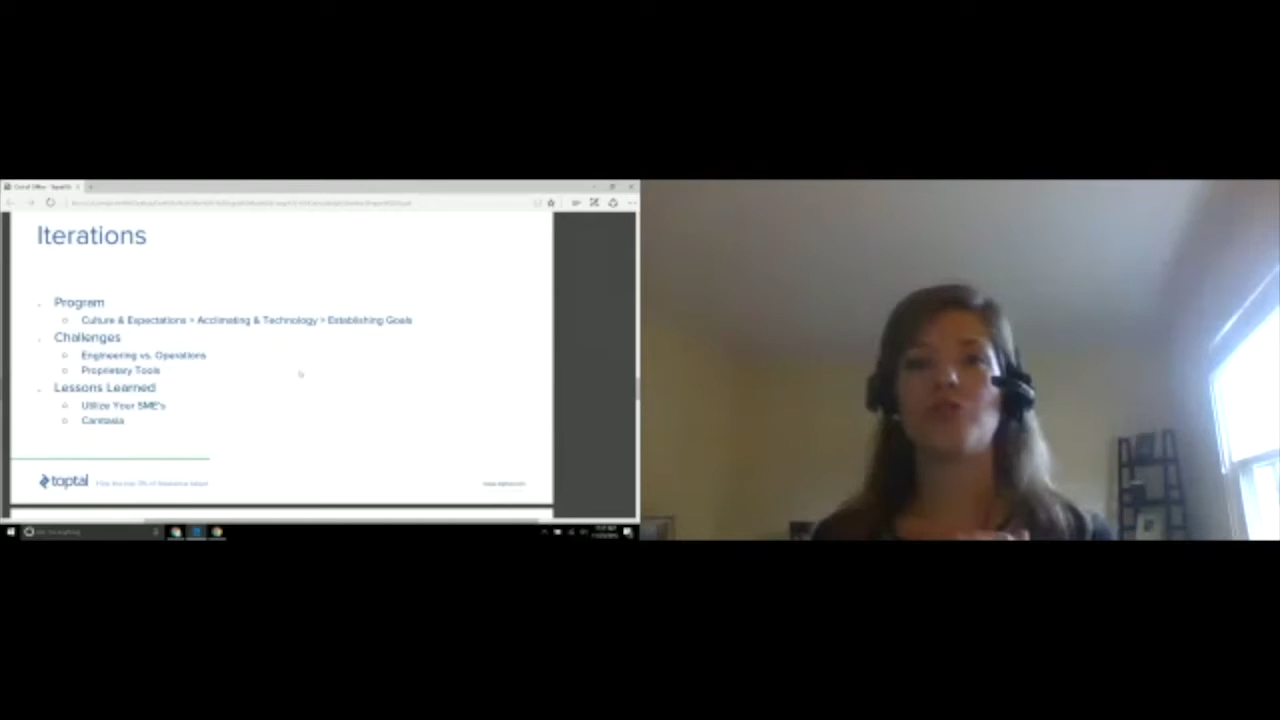 Iterations
Program
Culture & Expectations > Acclimating & Technology > Establishing Goals
Challenges
Engineering vs. Operations
Proprietary Tools
Lessons Learned
Utilize Your SME's
Canitasia
toptal